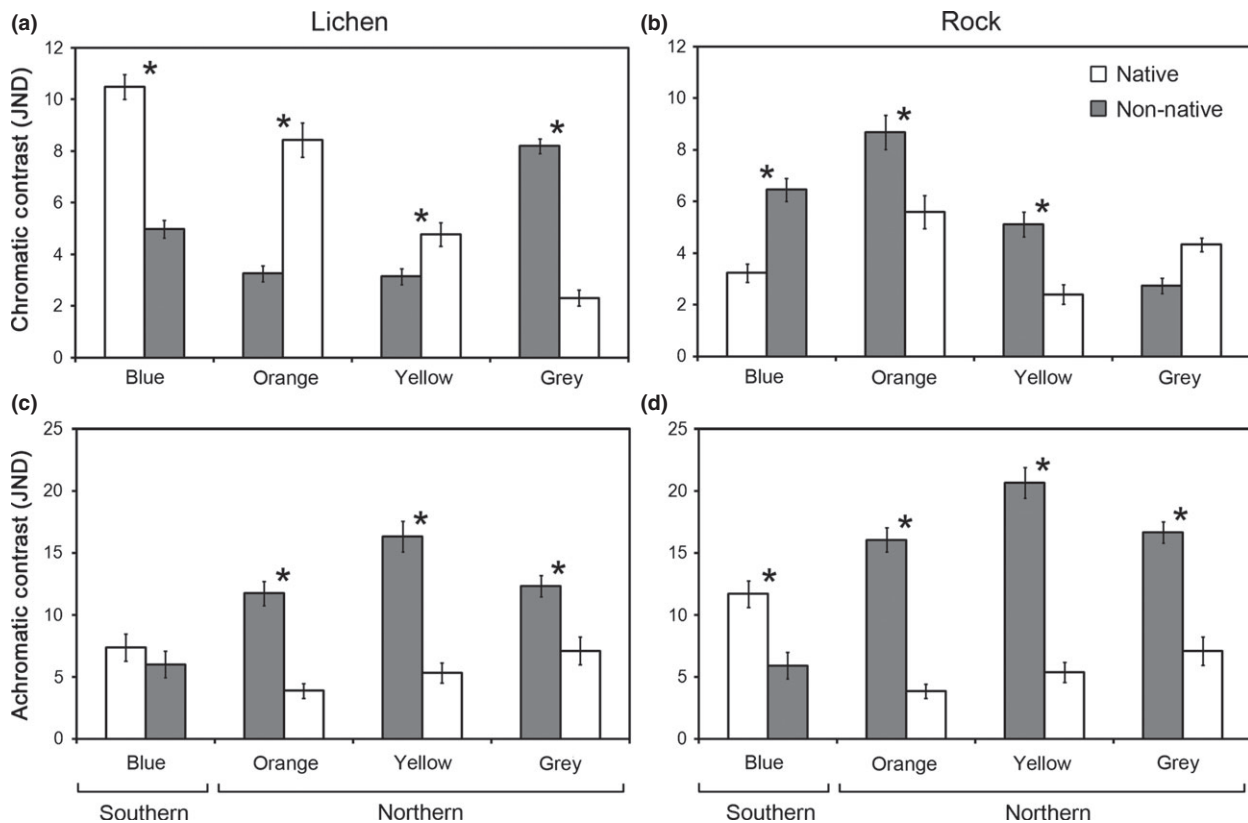 (a) Lichen
Chromatic contrast (JND)
12
10
8
6
4
2
0
*
*
*
*
Blue Orange Yellow Grey
(b) Rock
12
10
8
6
4
2
0
Native
Non-native
*
*
*
Blue Orange Yellow Grey
(c)
Achromatic contrast (JND)
25
20
15
10
5
0
*
*
*
Blue Orange Yellow Grey
Southern Northern
(d)
25
20
15
10
5
0
*
*
*
*
Blue Orange Yellow Grey
Southern Northern